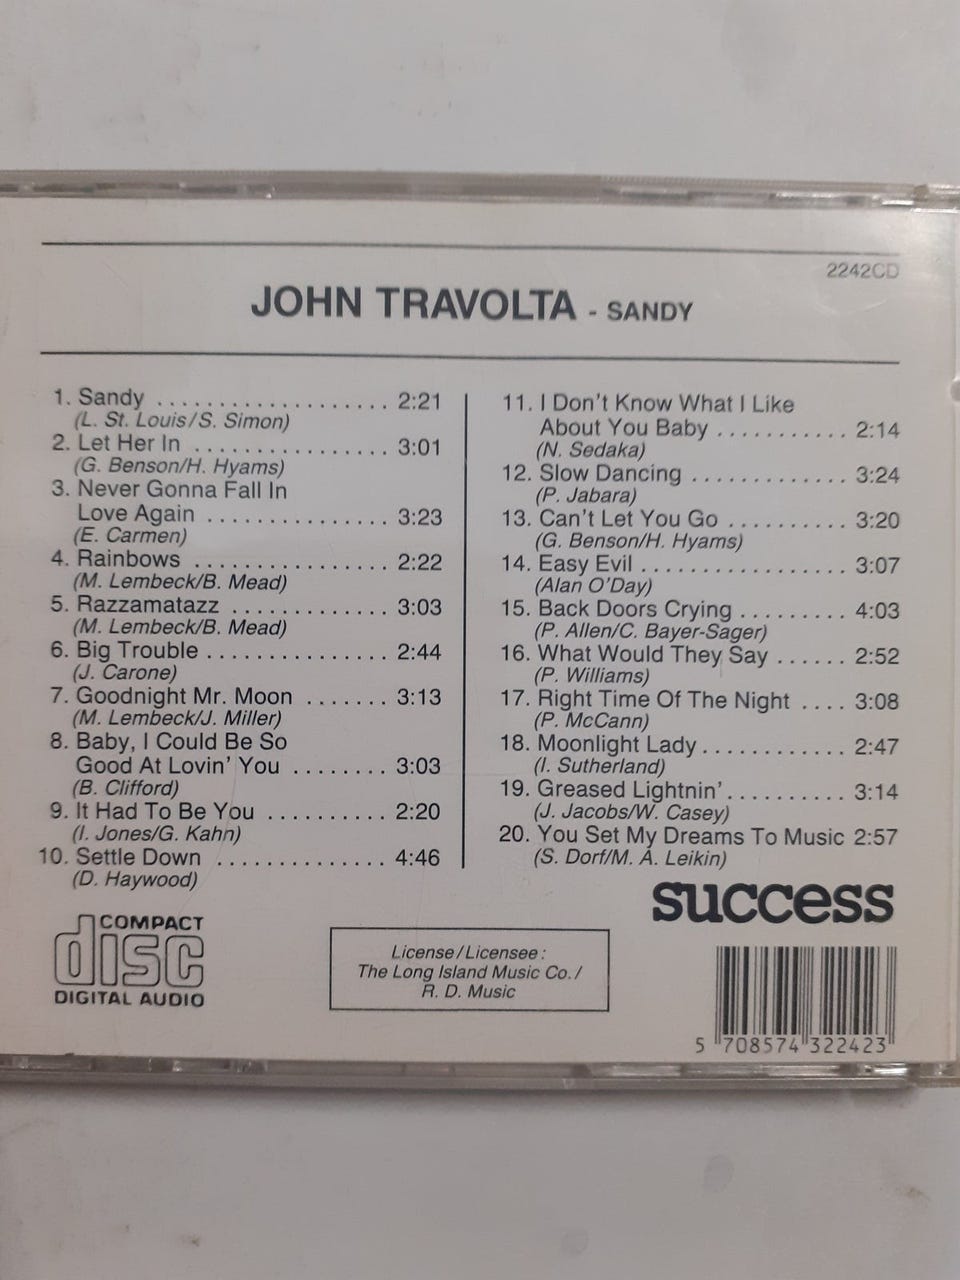 2242CD
JOHN TRAVOLTA - SANDY
1. Sandy .................... 2:21
(L. St. Louis/S. Simon)
2. Let Her In ................. 3:01
(G. Benson/H. Hyams)
3. Never Gonna Fall In
Love Again ................ 3:23
(E. Carmen)
4. Rainbows ................. 2:22
(M. Lembeck/B. Mead)
5. Razzamatazz ............. 3:03
(M. Lembeck/B. Mead)
6. Big Trouble ................ 2:44
(J. Carone)
7. Goodnight Mr. Moon ....... 3:13
(M. Lembeck/J. Miller)
8. Baby, I Could Be So
Good At Lovin' You ........ 3:03
(B. Clifford)
9. It Had To Be You .......... 2:20
(I. Jones/G. Kahn)
10. Settle Down ............... 4:46
(D. Haywood)
11. I Don't Know What I Like
About You Baby ........... 2:14
(N. Sedaka)
12. Slow Dancing ............. 3:24
(P. Jabara)
13. Can't Let You Go .......... 3:20
(G. Benson/H. Hyams)
14. Easy Evil .................. 3:07
(Alan O'Day)
15. Back Doors Crying ......... 4:03
(P. Allen/C. Bayer-Sager)
16. What Would They Say ...... 2:52
(P. Williams)
17. Right Time Of The Night .... 3:08
(P. McCann)
18. Moonlight Lady ............ 2:47
(I. Sutherland)
19. Greased Lightnin' .......... 3:14
(J. Jacobs/W. Casey)
20. You Set My Dreams To Music 2:57
(S. Dorf/M. A. Leikin)
success
COMPACT
disc
DIGITAL AUDIO
License/Licensee:
The Long Island Music Co./
R. D. Music
5 708574 322423